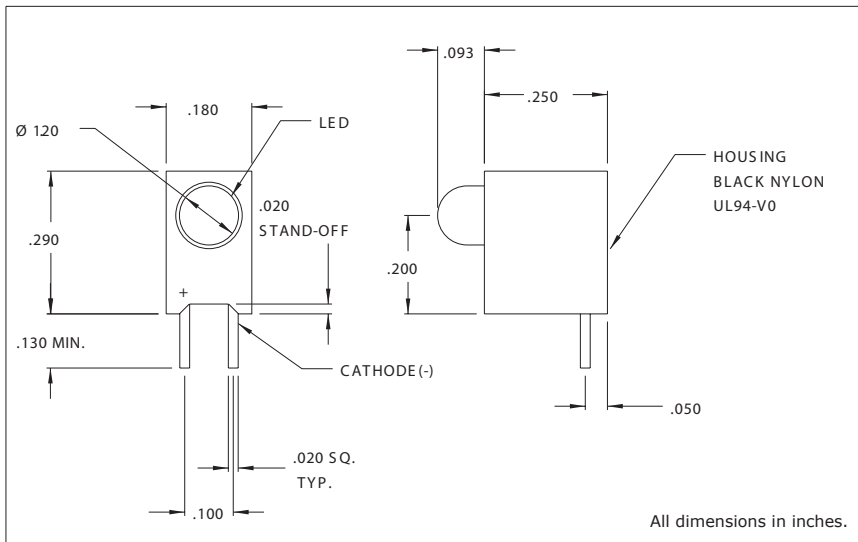 .093
.180
.250
Ø 120
LED
HOUSING
BLACK NYLON
UL94-V0
.020
STAND-OFF
.290
.200
+
.130 MIN.
CATHODE(-)
.050
.020 SQ.
TYP.
.100
All dimensions in inches.